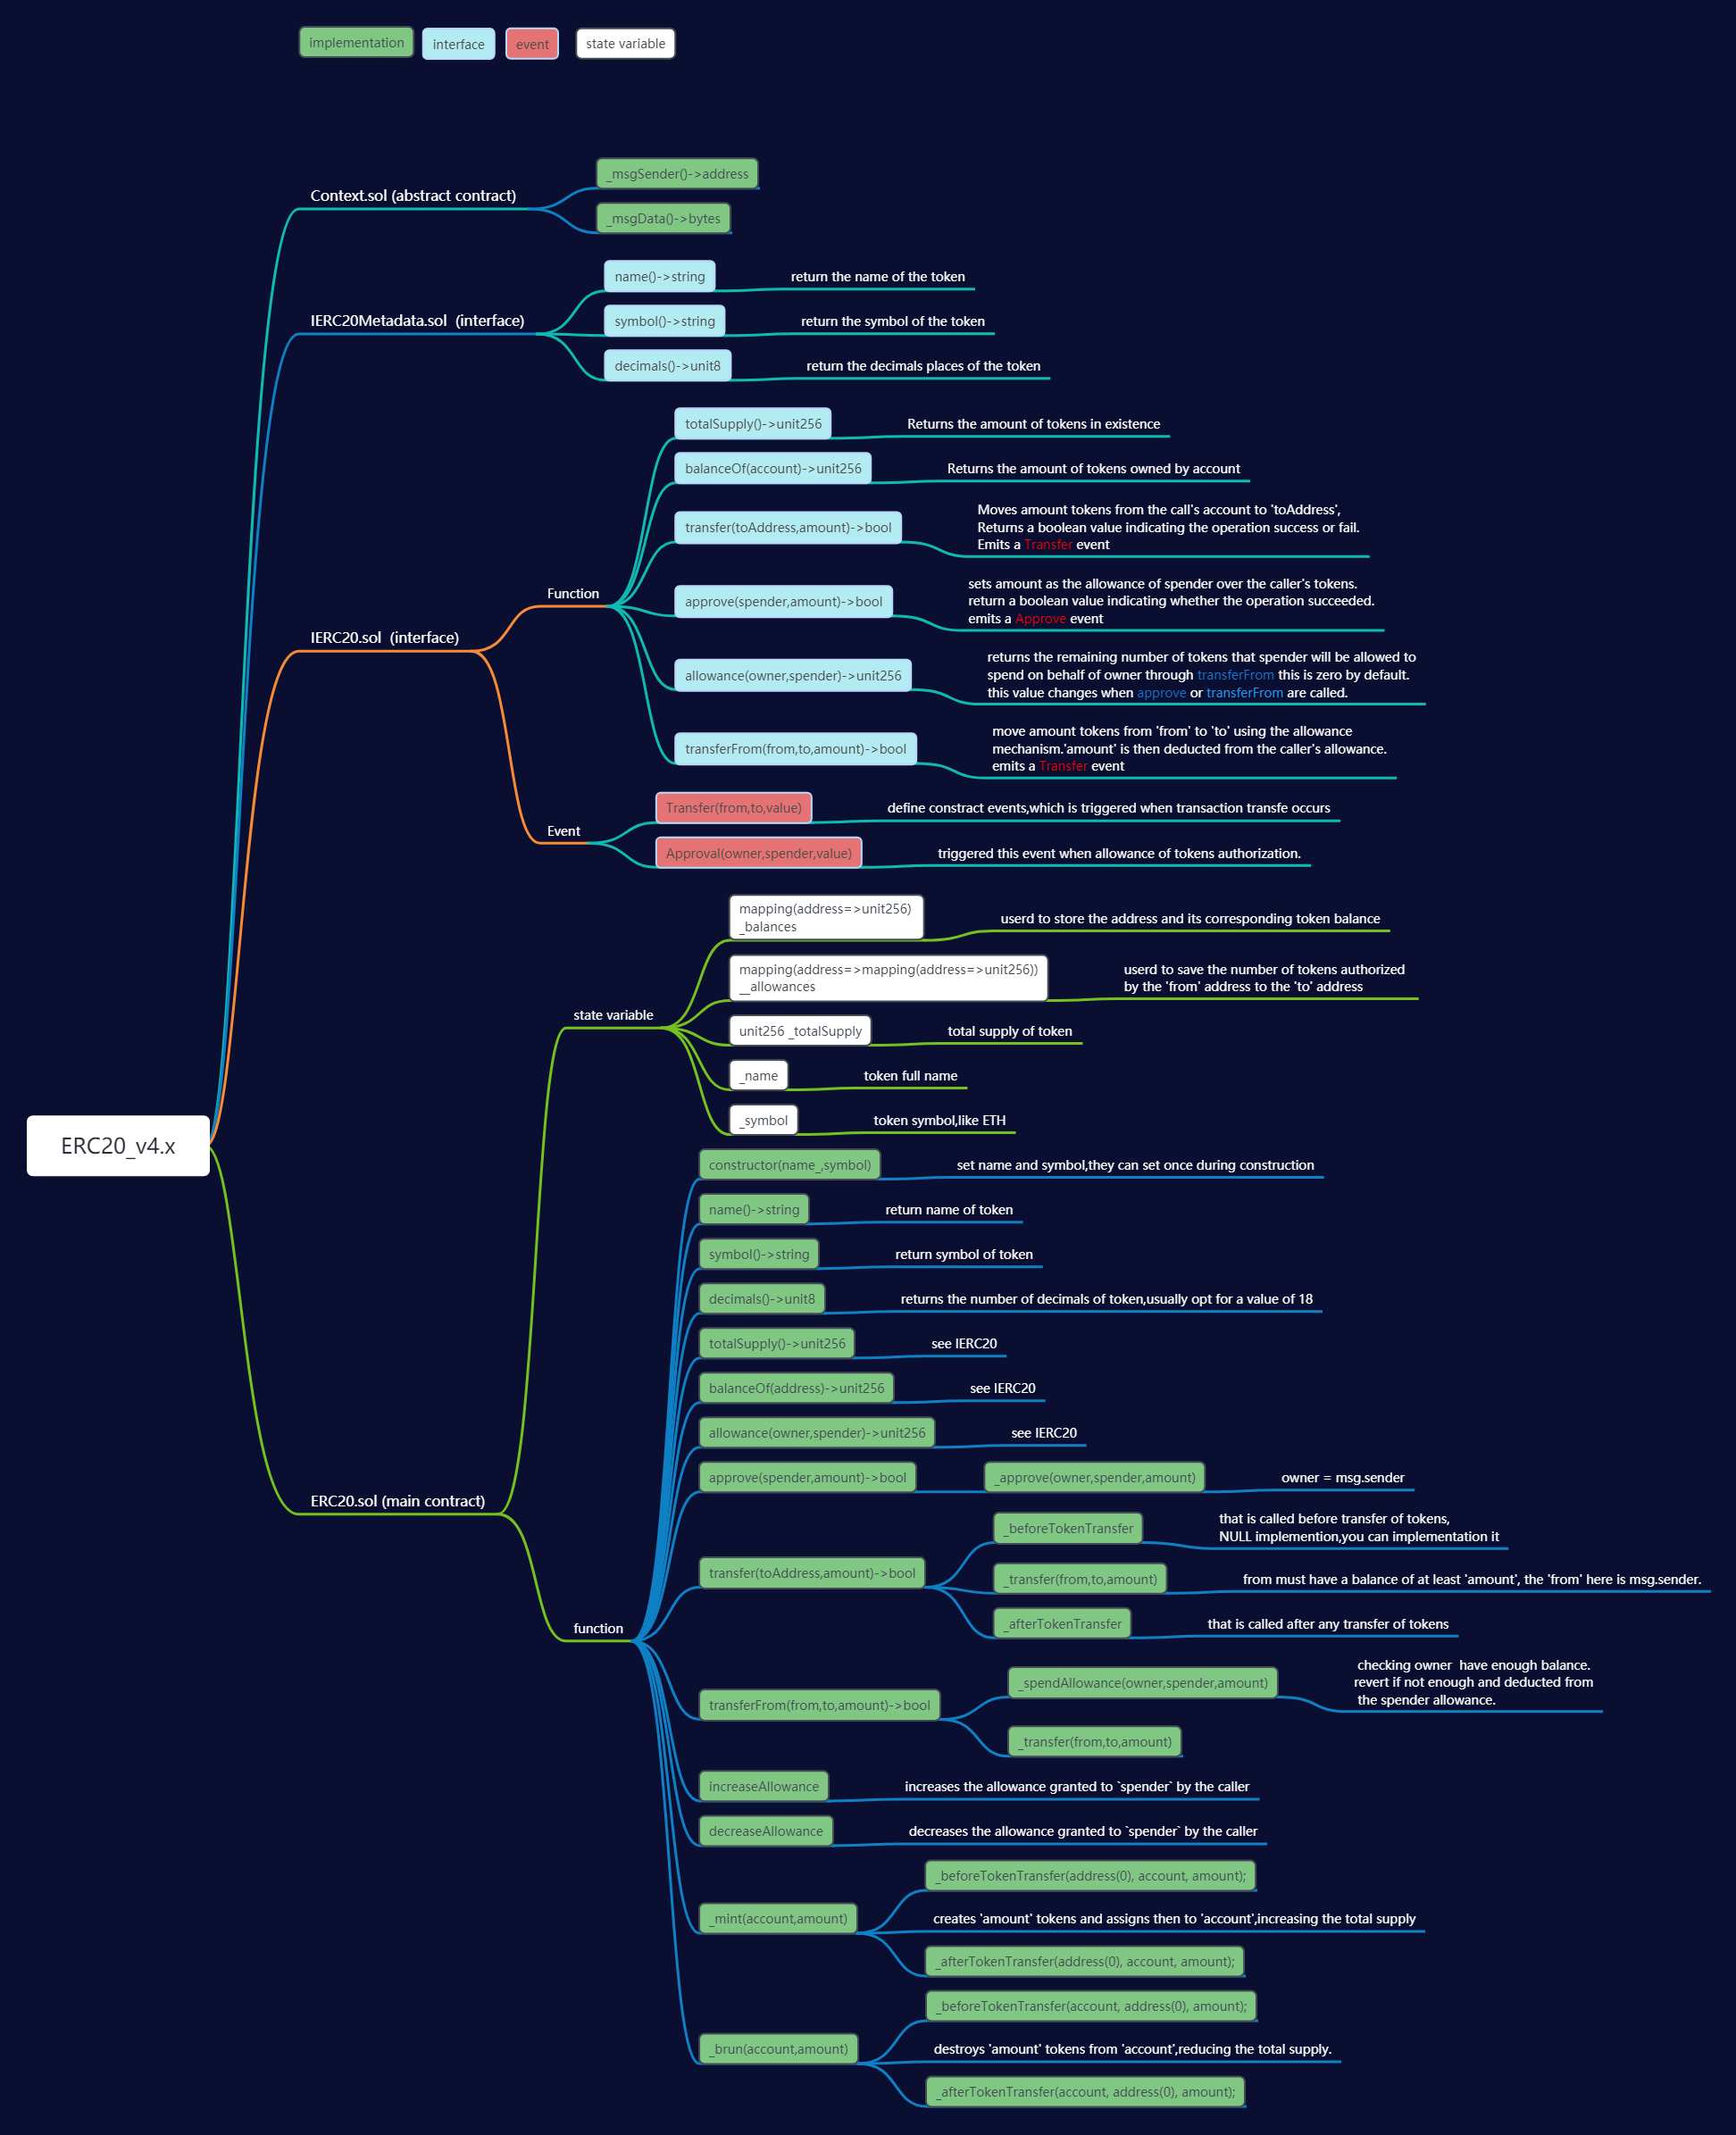 implementation
interface
event
state variable
ERC20_v4.x
Context.sol (abstract contract)
_msgSender()->address
_msgData()->bytes
IERC20Metadata.sol  (interface)
name()->string
return the name of the token
symbol()->string
return the symbol of the token
decimals()->unit8
return the decimals places of the token
IERC20.sol  (interface)
Function
totalSupply()->unit256
Returns the amount of tokens in existence
balanceOf(account)->unit256
Returns the amount of tokens owned by account
transfer(toAddress,amount)->bool
Moves amount tokens from the call's account to 'toAddress',
Returns a boolean value indicating the operation success or fail.
Emits a Transfer event
approve(spender,amount)->bool
sets amount as the allowance of spender over the caller's tokens.
return a boolean value indicating whether the operation succeeded.
emits a Approve event
allowance(owner,spender)->unit256
returns the remaining number of tokens that spender will be allowed to
spend on behalf of owner through transferFrom this is zero by default.
this value changes when approve or transferFrom are called.
transferFrom(from,to,amount)->bool
move amount tokens from 'from' to 'to' using the allowance
mechanism.'amount' is then deducted from the caller's allowance.
emits a Transfer event
Event
Transfer(from,to,value)
define constract events,which is triggered when transaction transfe occurs
Approval(owner,spender,value)
triggered this event when allowance of tokens authorization.
ERC20.sol (main contract)
state variable
mapping(address=>unit256)
_balances
userd to store the address and its corresponding token balance
mapping(address=>mapping(address=>unit256))
__allowances
userd to save the number of tokens authorized
by the 'from' address to the 'to' address
unit256 _totalSupply
total supply of token
_name
token full name
_symbol
token symbol,like ETH
function
constructor(name_,symbol)
set name and symbol,they can set once during construction
name()->string
return name of token
symbol()->string
return symbol of token
decimals()->unit8
returns the number of decimals of token,usually opt for a value of 18
totalSupply()->unit256
see IERC20
balanceOf(address)->unit256
see IERC20
allowance(owner,spender)->unit256
see IERC20
approve(spender,amount)->bool
_approve(owner,spender,amount)
owner = msg.sender
transfer(toAddress,amount)->bool
_beforeTokenTransfer
that is called before transfer of tokens,
NULL implemention,you can implementation it
_transfer(from,to,amount)
from must have a balance of at least 'amount', the 'from' here is msg.sender.
_afterTokenTransfer
that is called after any transfer of tokens
transferFrom(from,to,amount)->bool
_spendAllowance(owner,spender,amount)
checking owner  have enough balance.
revert if not enough and deducted from
the spender allowance.
_transfer(from,to,amount)
increaseAllowance
increases the allowance granted to `spender` by the caller
decreaseAllowance
decreases the allowance granted to `spender` by the caller
_mint(account,amount)
_beforeTokenTransfer(address(0), account, amount);
creates 'amount' tokens and assigns then to 'account',increasing the total supply
_afterTokenTransfer(address(0), account, amount);
_brun(account,amount)
_beforeTokenTransfer(account, address(0), amount);
destroys 'amount' tokens from 'account',reducing the total supply.
_afterTokenTransfer(account, address(0), amount);